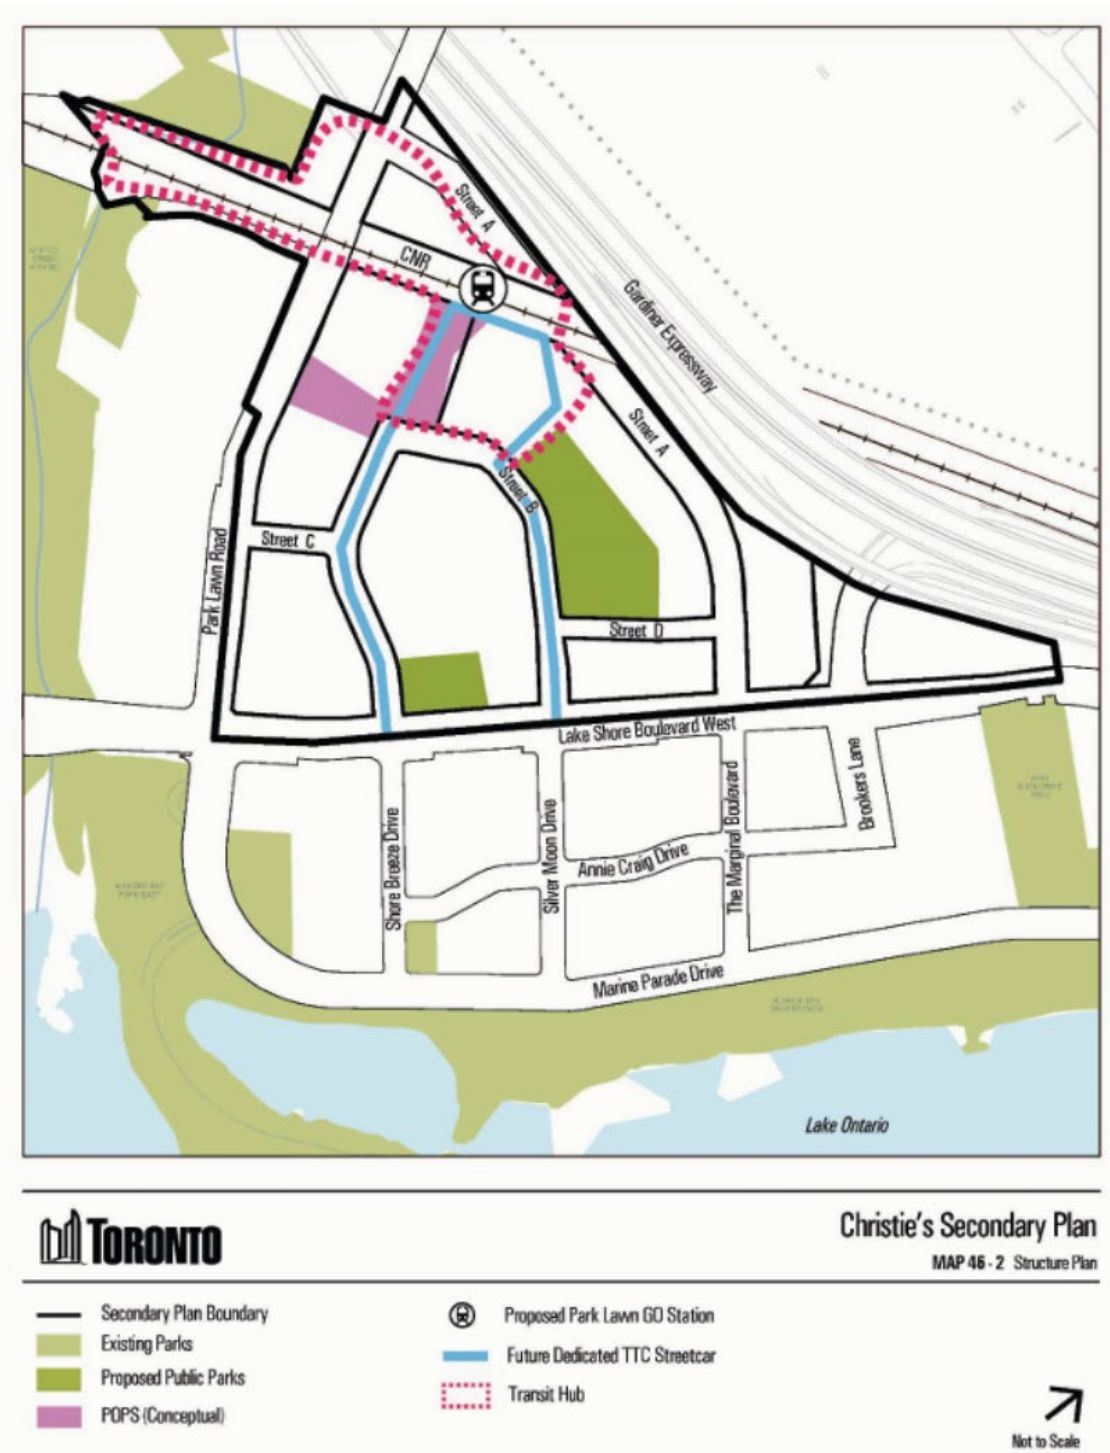 Street A
CNR
Gardiner Expressway
Street A
Street B
Street C
Park Lawn Road
Street D
Lake Shore Boulevard West
Shore Breeze Drive
Silver Moon Drive
Annie Craig Drive
The Marginal Boulevard
Brookers Lane
Marine Parade Drive
Lake Ontario
TORONTO
Christie's Secondary Plan
MAP 46 - 2 Structure Plan
Secondary Plan Boundary
Existing Parks
Proposed Public Parks
POPS (Conceptual)
Proposed Park Lawn GO Station
Future Dedicated TTC Streetcar
Transit Hub
Not to Scale